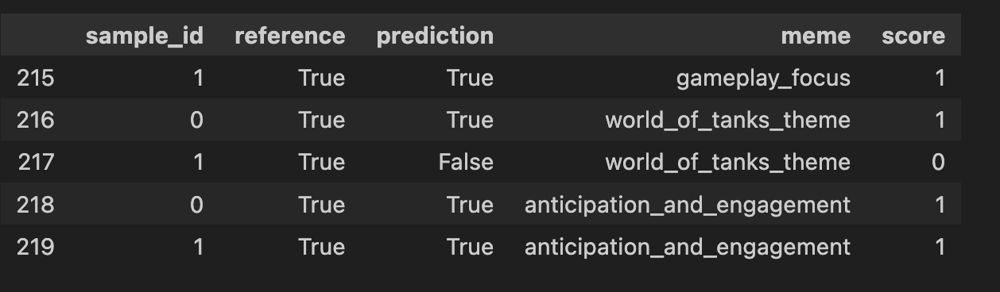 sample_id reference prediction meme score
215 1 True True gameplay_focus 1
216 0 True True world_of_tanks_theme 1
217 1 True False world_of_tanks_theme 0
218 0 True True anticipation_and_engagement 1
219 1 True True anticipation_and_engagement 1